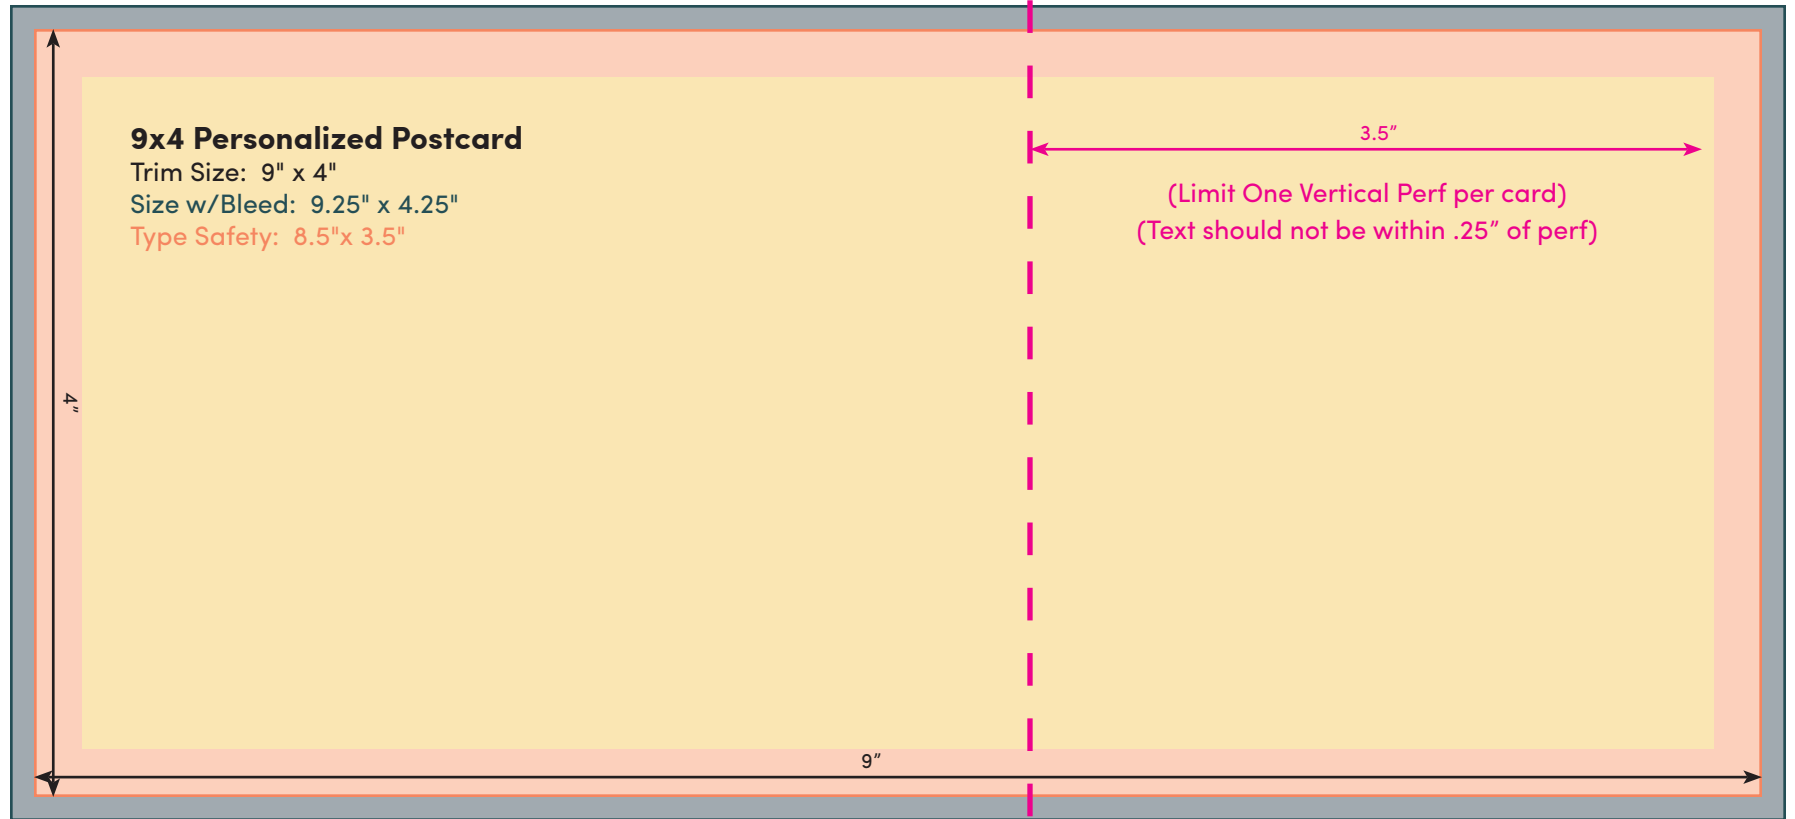 9x4 Personalized Postcard
Trim Size:  9" x 4"
Size w/Bleed:  9.25" x 4.25"
Type Safety:  8.5"x 3.5"
3.5”
(Limit One Vertical Perf per card)
(Text should not be within .25” of perf)
4”
9”